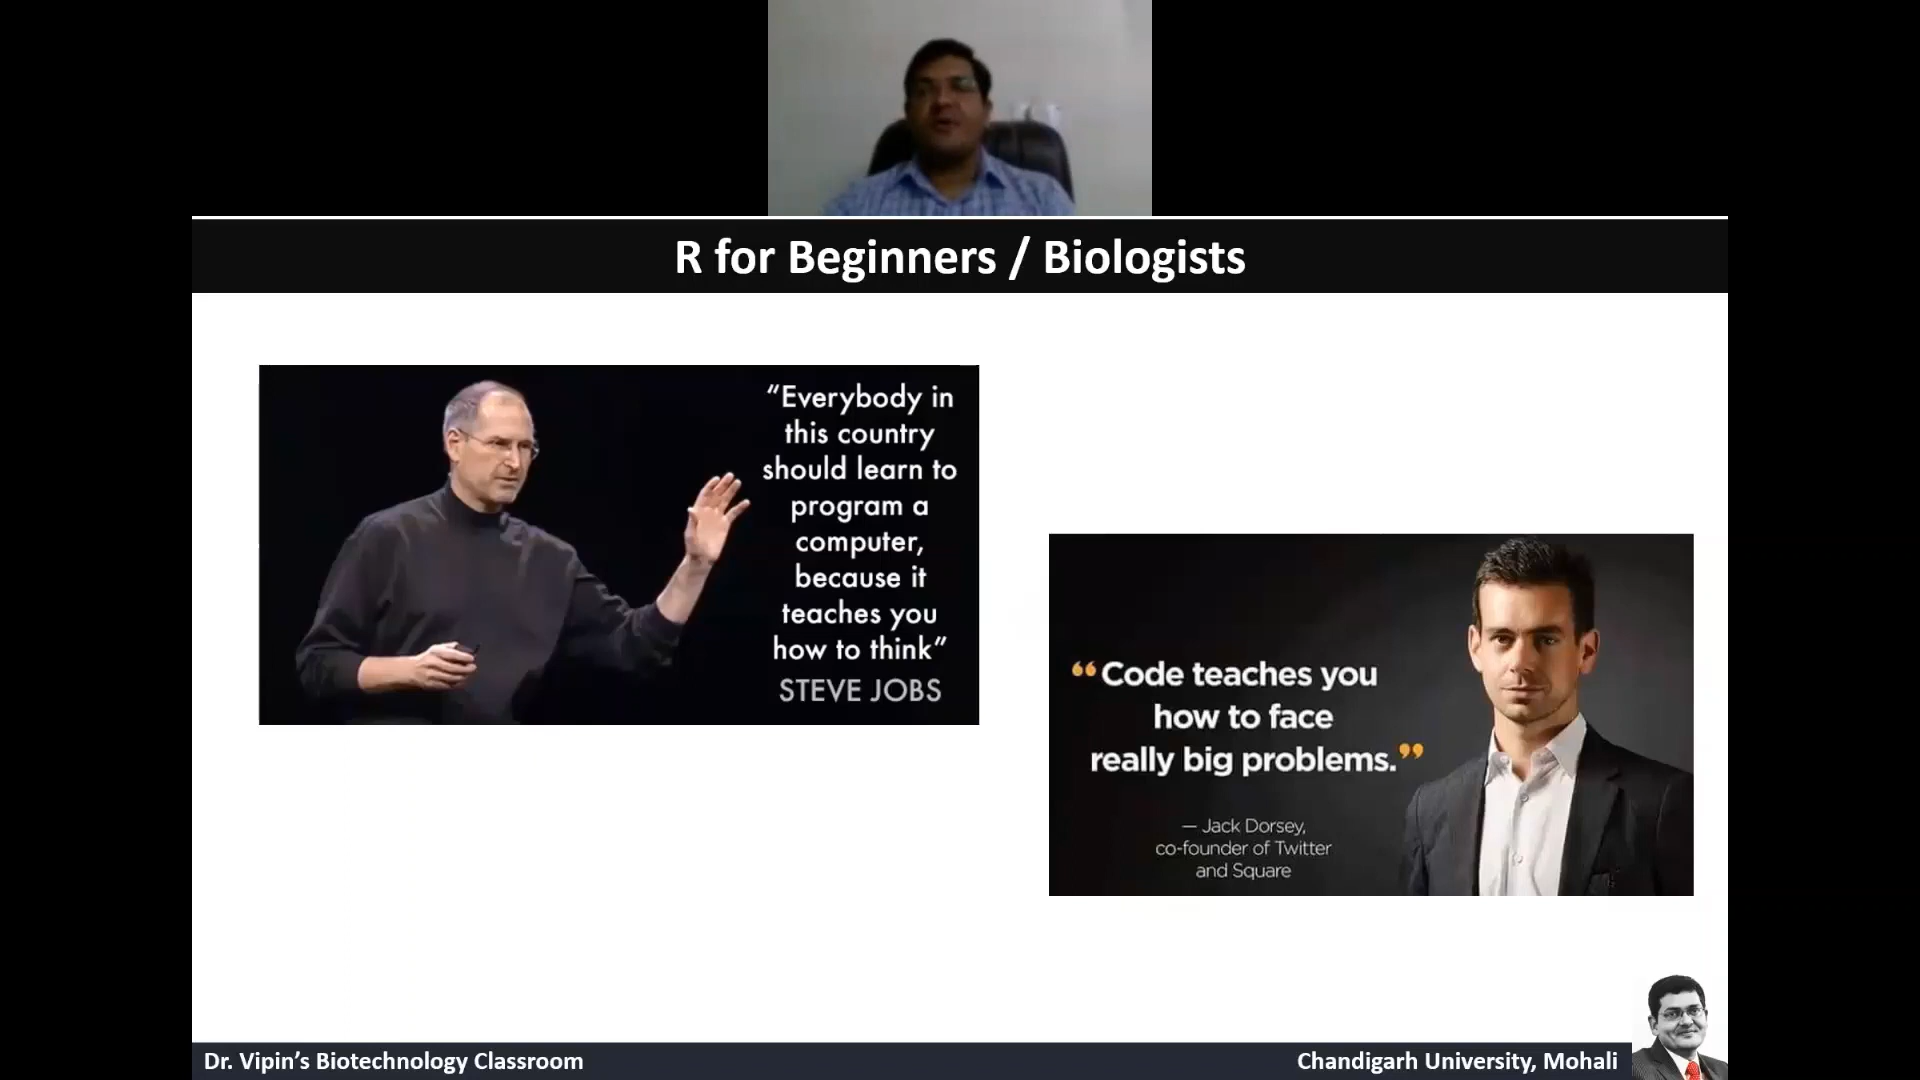 R for Beginners / Biologists
“Everybody in
this country
should learn to
program a
computer,
because it
teaches you
how to think”
STEVE JOBS
“Code teaches you
how to face
really big problems.”
— Jack Dorsey,
co-founder of Twitter
and Square
Dr. Vipin’s Biotechnology Classroom
Chandigarh University, Mohali